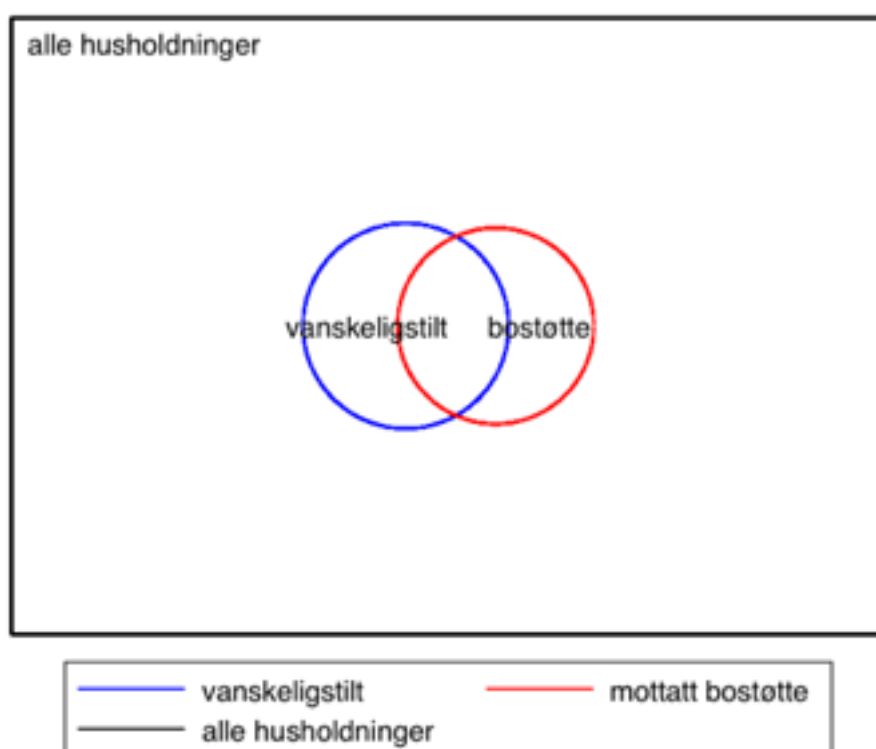 alle husholdninger
vanskeligstilt bostøtte
vanskeligstilt mottatt bostøtte
alle husholdninger